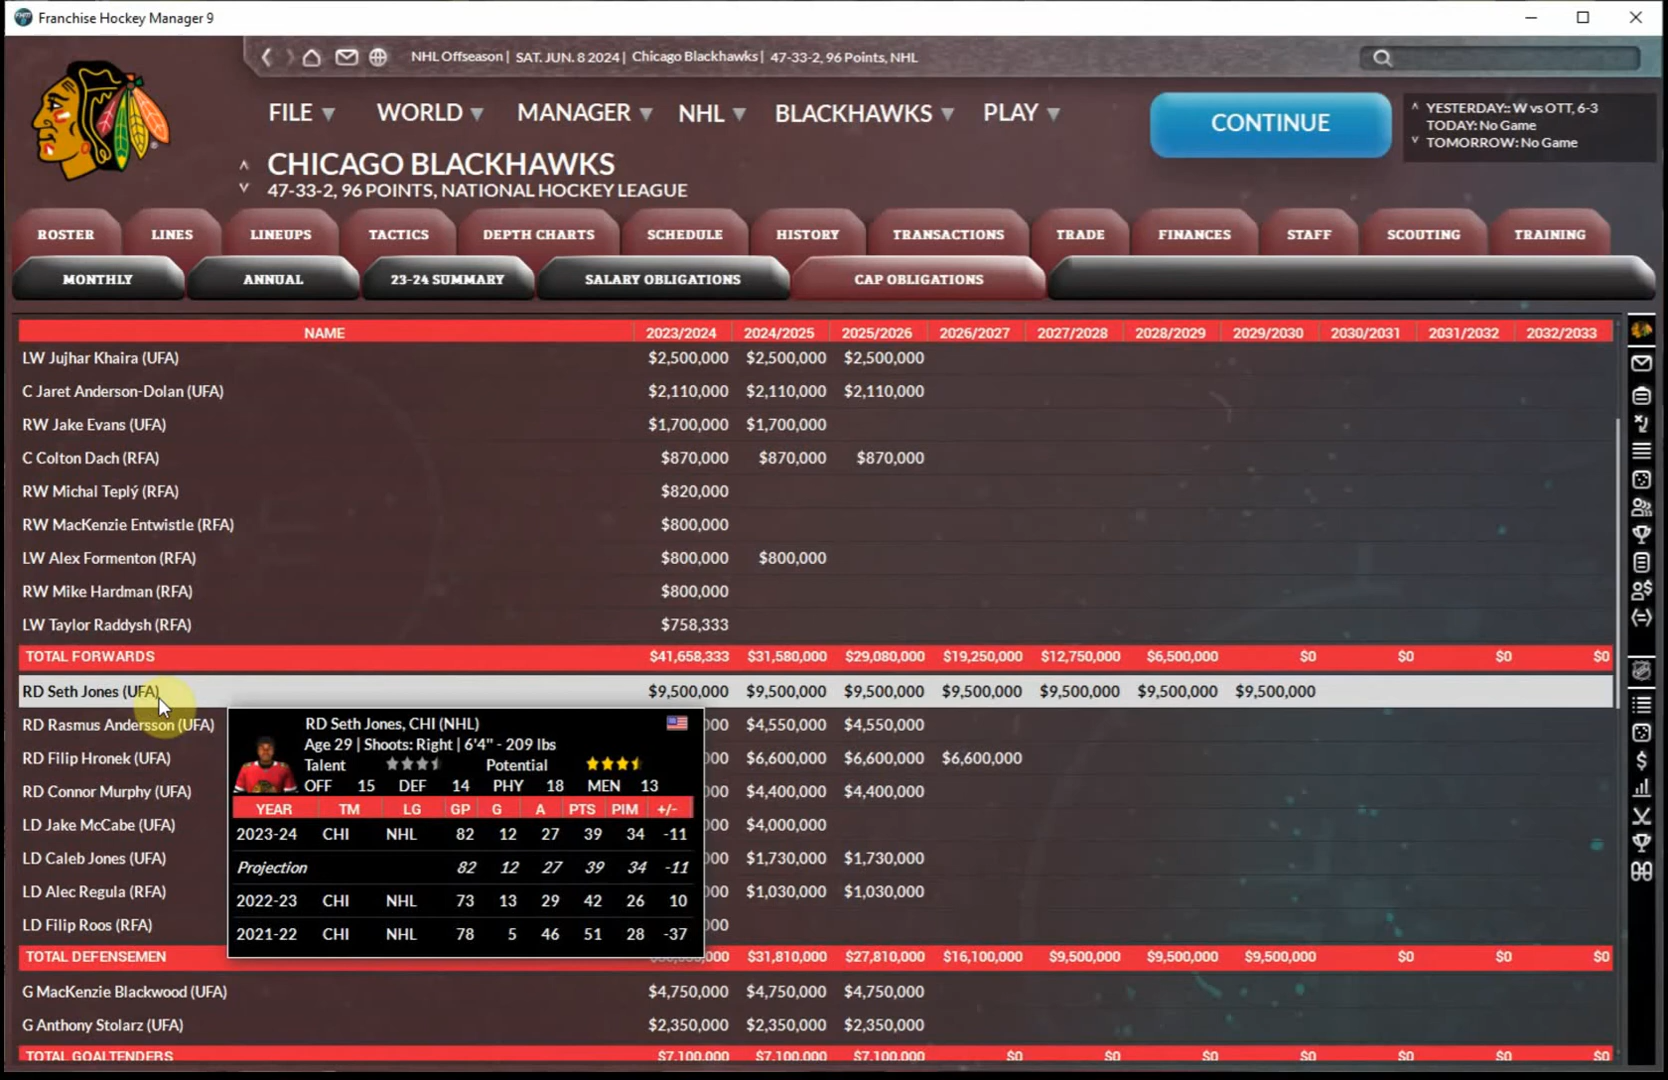 Franchise Hockey Manager 9
NHL Offseason | SAT. JUN. 8 2024 | Chicago Blackhawks | 47-33-2, 96 Points, NHL
FILE WORLD MANAGER NHL BLACKHAWKS PLAY
CONTINUE
YESTERDAY:: W vs OTT, 6-3
TODAY: No Game
TOMORROW: No Game
CHICAGO BLACKHAWKS
47-33-2, 96 POINTS, NATIONAL HOCKEY LEAGUE
ROSTER LINES LINEUPS TACTICS DEPTH CHARTS SCHEDULE HISTORY TRANSACTIONS TRADE FINANCES STAFF SCOUTING TRAINING
MONTHLY ANNUAL 23-24 SUMMARY SALARY OBLIGATIONS CAP OBLIGATIONS
NAME 2023/2024 2024/2025 2025/2026 2026/2027 2027/2028 2028/2029 2029/2030 2030/2031 2031/2032 2032/2033
LW Jujhar Khaira (UFA) $2,500,000 $2,500,000 $2,500,000
C Jaret Anderson-Dolan (UFA) $2,110,000 $2,110,000 $2,110,000
RW Jake Evans (UFA) $1,700,000 $1,700,000
C Colton Dach (RFA) $870,000 $870,000 $870,000
RW Michal Teplý (RFA) $820,000
RW MacKenzie Entwistle (RFA) $800,000
LW Alex Formenton (RFA) $800,000 $800,000
RW Mike Hardman (RFA) $800,000
LW Taylor Raddysh (RFA) $758,333
TOTAL FORWARDS $41,658,333 $31,580,000 $29,080,000 $19,250,000 $12,750,000 $6,500,000 $0 $0 $0 $0
RD Seth Jones (UFA) $9,500,000 $9,500,000 $9,500,000 $9,500,000 $9,500,000 $9,500,000 $9,500,000
RD Rasmus Andersson (UFA) 000 $4,550,000 $4,550,000
RD Filip Hronek (UFA) 000 $6,600,000 $6,600,000 $6,600,000
RD Connor Murphy (UFA) 000 $4,400,000 $4,400,000
LD Jake McCabe (UFA) 000 $4,000,000
LD Caleb Jones (UFA) 000 $1,730,000 $1,730,000
LD Alec Regula (RFA) 000 $1,030,000 $1,030,000
LD Filip Roos (RFA) 000
TOTAL DEFENSEMEN 000 $31,810,000 $27,810,000 $16,100,000 $9,500,000 $9,500,000 $9,500,000 $0 $0 $0
G MacKenzie Blackwood (UFA) $4,750,000 $4,750,000 $4,750,000
G Anthony Stolarz (UFA) $2,350,000 $2,350,000 $2,350,000
TOTAL GOALTENDERS $7,100,000 $7,100,000 $7,100,000 $0 $0 $0 $0 $0 $0 $0
RD Seth Jones, CHI (NHL)
Age 29 | Shoots: Right | 6'4" - 209 lbs
Talent Potential
OFF 15 DEF 14 PHY 18 MEN 13
YEAR TM LG GP G A PTS PIM +/-
2023-24 CHI NHL 82 12 27 39 34 -11
Projection 82 12 27 39 34 -11
2022-23 CHI NHL 73 13 29 42 26 10
2021-22 CHI NHL 78 5 46 51 28 -37